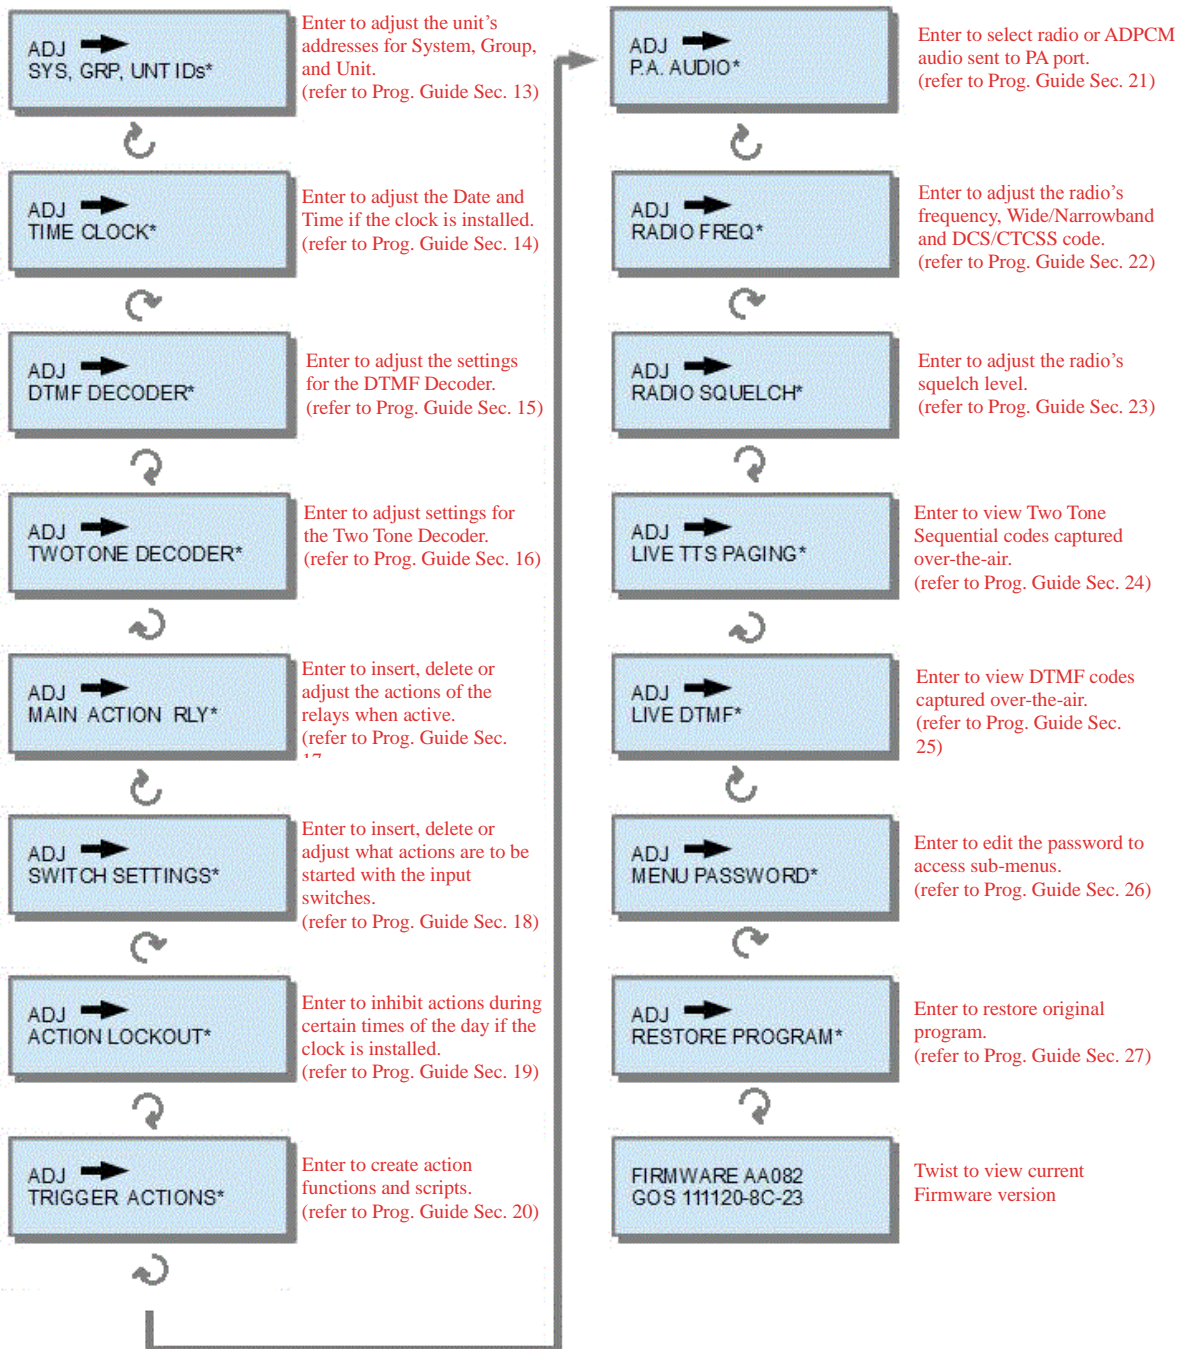 ADJ
SYS, GRP, UNT IDs*
Enter to adjust the unit’s
addresses for System, Group,
and Unit.
(refer to Prog. Guide Sec. 13)
ADJ
TIME CLOCK*
Enter to adjust the Date and
Time if the clock is installed.
(refer to Prog. Guide Sec. 14)
ADJ
DTMF DECODER*
Enter to adjust the settings
for the DTMF Decoder.
(refer to Prog. Guide Sec. 15)
ADJ
TWOTONE DECODER*
Enter to adjust settings for
the Two Tone Decoder.
(refer to Prog. Guide Sec. 16)
ADJ
MAIN ACTION RLY*
Enter to insert, delete or
adjust the actions of the
relays when active.
(refer to Prog. Guide Sec.
ADJ
SWITCH SETTINGS*
Enter to insert, delete or
adjust what actions are to be
started with the input
switches.
(refer to Prog. Guide Sec. 18)
ADJ
ACTION LOCKOUT*
Enter to inhibit actions during
certain times of the day if the
clock is installed.
(refer to Prog. Guide Sec. 19)
ADJ
TRIGGER ACTIONS*
Enter to create action
functions and scripts.
(refer to Prog. Guide Sec. 20)
ADJ
P.A. AUDIO*
Enter to select radio or ADPCM
audio sent to PA port.
(refer to Prog. Guide Sec. 21)
ADJ
RADIO FREQ*
Enter to adjust the radio’s
frequency, Wide/Narrowband
and DCS/CTCSS code.
(refer to Prog. Guide Sec. 22)
ADJ
RADIO SQUELCH*
Enter to adjust the radio’s
squelch level.
(refer to Prog. Guide Sec. 23)
ADJ
LIVE TTS PAGING*
Enter to view Two Tone
Sequential codes captured
over-the-air.
(refer to Prog. Guide Sec. 24)
ADJ
LIVE DTMF*
Enter to view DTMF codes
captured over-the-air.
(refer to Prog. Guide Sec.
25)
ADJ
MENU PASSWORD*
Enter to edit the password to
access sub-menus.
(refer to Prog. Guide Sec. 26)
ADJ
RESTORE PROGRAM*
Enter to restore original
program.
(refer to Prog. Guide Sec. 27)
FIRMWARE AA082
GOS 111120-8C-23
Twist to view current
Firmware version